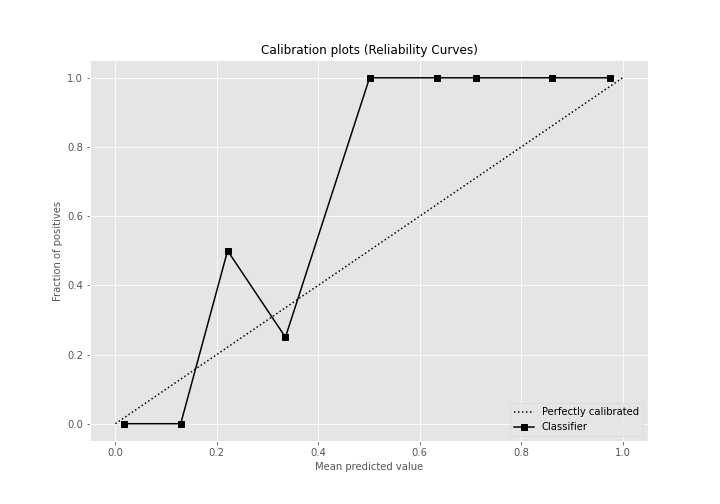 Calibration plots (Reliability Curves)
Fraction of positives
1.0
0.8
0.6
0.4
0.2
0.0
0.0 0.2 0.4 0.6 0.8 1.0
Mean predicted value
Perfectly calibrated
Classifier